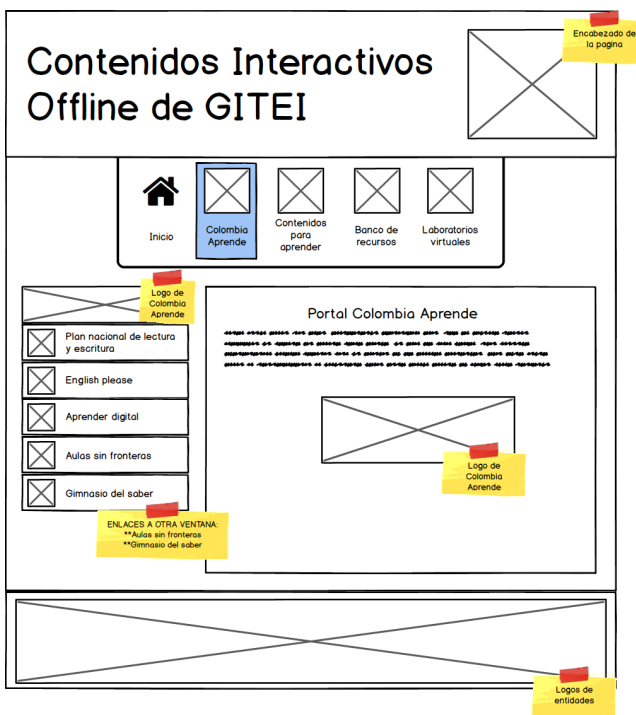 Contenidos Interactivos
Offline de GITEI
Encabezado de
la pagina
Inicio
Colombia
Aprende
Contenidos
para
aprender
Banco de
recursos
Laboratorios
virtuales
Logo de
Colombia
Aprende
Plan nacional de lectura
y escritura
English please
Aprender digital
Aulas sin fronteras
Gimnasio del saber
ENLACES A OTRA VENTANA:
**Aulas sin fronteras
**Gimnasio del saber
Portal Colombia Aprende
Logo de
Colombia
Aprende
Logos de
entidades